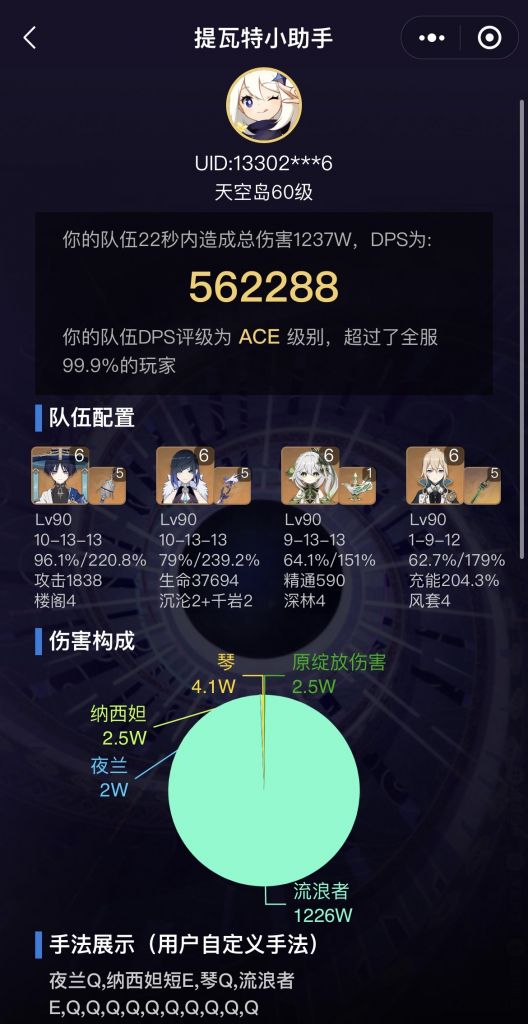 提瓦特小助手
UID:13302***6
天空岛60级
你的队伍22秒内造成总伤害1237W，DPS为:
562288
你的队伍DPS评级为 ACE 级别，超过了全服
99.9%的玩家
队伍配置
6 5 6 5 6 1 6 5
Lv90 Lv90 Lv90 Lv90
10-13-13 10-13-13 9-13-13 1-9-12
96.1%/220.8% 79%/239.2% 64.1%/151% 62.7%/179%
攻击1838 生命37694 精通590 充能204.3%
楼阁4 沉沦2+千岩2 深林4 风套4
伤害构成
琴 原绽放伤害
4.1W 2.5W
纳西妲
2.5W
夜兰
2W
流浪者
1226W
手法展示（用户自定义手法）
夜兰Q,纳西妲短E,琴Q,流浪者
E,Q,Q,Q,Q,Q,Q,Q,Q,Q,Q